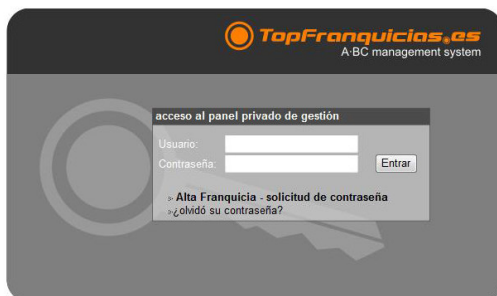 TopFranquicias.es
A·BC management system
acceso al panel privado de gestión
Usuario:
Contraseña:
Entrar
Alta Franquicia - solicitud de contraseña
¿olvidó su contraseña?